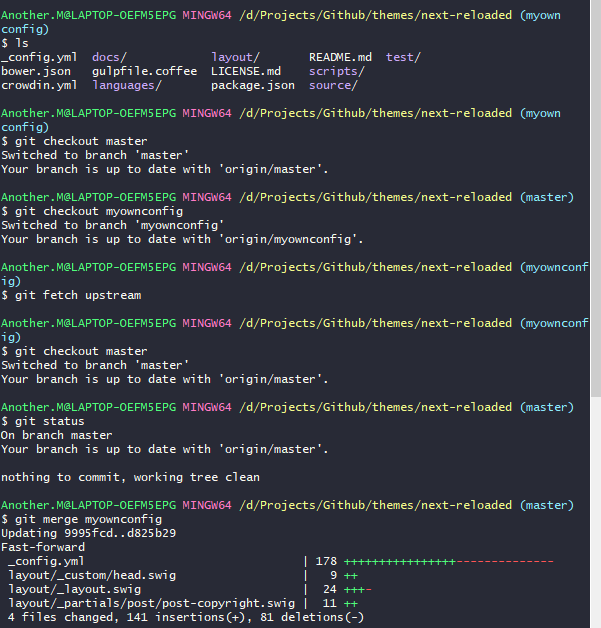 Another.M@LAPTOP-OEFM5EPG MINGW64 /d/Projects/Github/themes/next-reloaded (myown
config)
$ ls
_config.yml  docs/            layout/       README.md  test/
bower.json   gulpfile.coffee  LICENSE.md    scripts/
crowdin.yml  languages/       package.json  source/
Another.M@LAPTOP-OEFM5EPG MINGW64 /d/Projects/Github/themes/next-reloaded (myown
config)
$ git checkout master
Switched to branch 'master'
Your branch is up to date with 'origin/master'.
Another.M@LAPTOP-OEFM5EPG MINGW64 /d/Projects/Github/themes/next-reloaded (master)
$ git checkout myownconfig
Switched to branch 'myownconfig'
Your branch is up to date with 'origin/myownconfig'.
Another.M@LAPTOP-OEFM5EPG MINGW64 /d/Projects/Github/themes/next-reloaded (myownconf
ig)
$ git fetch upstream
Another.M@LAPTOP-OEFM5EPG MINGW64 /d/Projects/Github/themes/next-reloaded (myownconf
ig)
$ git checkout master
Switched to branch 'master'
Your branch is up to date with 'origin/master'.
Another.M@LAPTOP-OEFM5EPG MINGW64 /d/Projects/Github/themes/next-reloaded (master)
$ git status
On branch master
Your branch is up to date with 'origin/master'.
nothing to commit, working tree clean
Another.M@LAPTOP-OEFM5EPG MINGW64 /d/Projects/Github/themes/next-reloaded (master)
$ git merge myownconfig
Updating 9995fcd..d825b29
Fast-forward
 _config.yml                             | 178 ++++++++++++++++--------------
 layout/_custom/head.swig                |   9 ++
 layout/_layout.swig                     |  24 +++-
 layout/_partials/post/post-copyright.swig |  11 ++
 4 files changed, 141 insertions(+), 81 deletions(-)